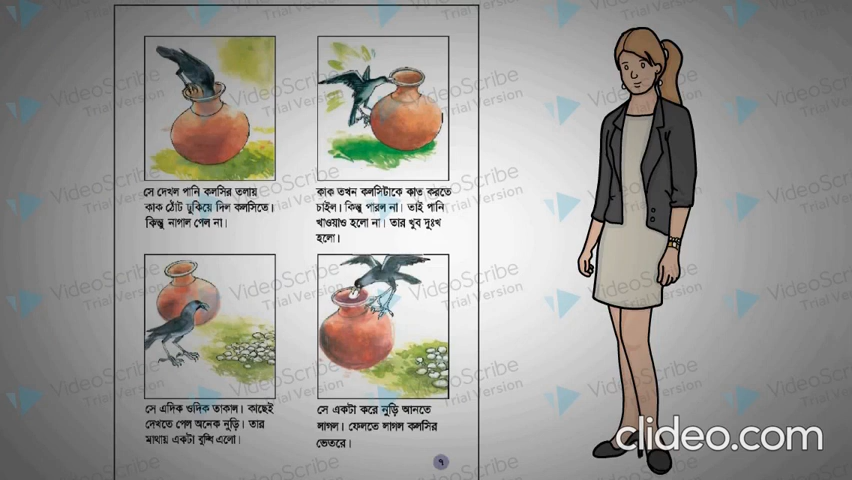 সে দেখল পানি কলসির তলায়
কাক ঠোঁট ঢুকিয়ে দিল কলসিতে।
কিন্তু নাগাল পেল না।
কাক তখন কলসিটাকে কাত করতে
চাইল। কিন্তু পারল না। তাই পানি
খাওয়াও হলো না। তার খুব দুঃখ
হলো।
সে এদিক ওদিক তাকাল। কাছেই
দেখতে পেল অনেক নুড়ি। তার
মাথায় একটা বুদ্ধি এলো।
সে একটা করে নুড়ি আনতে
লাগল। ফেলতে লাগল কলসির
ভেতরে।
৭
VideoScribe
Trial Version
clideo.com